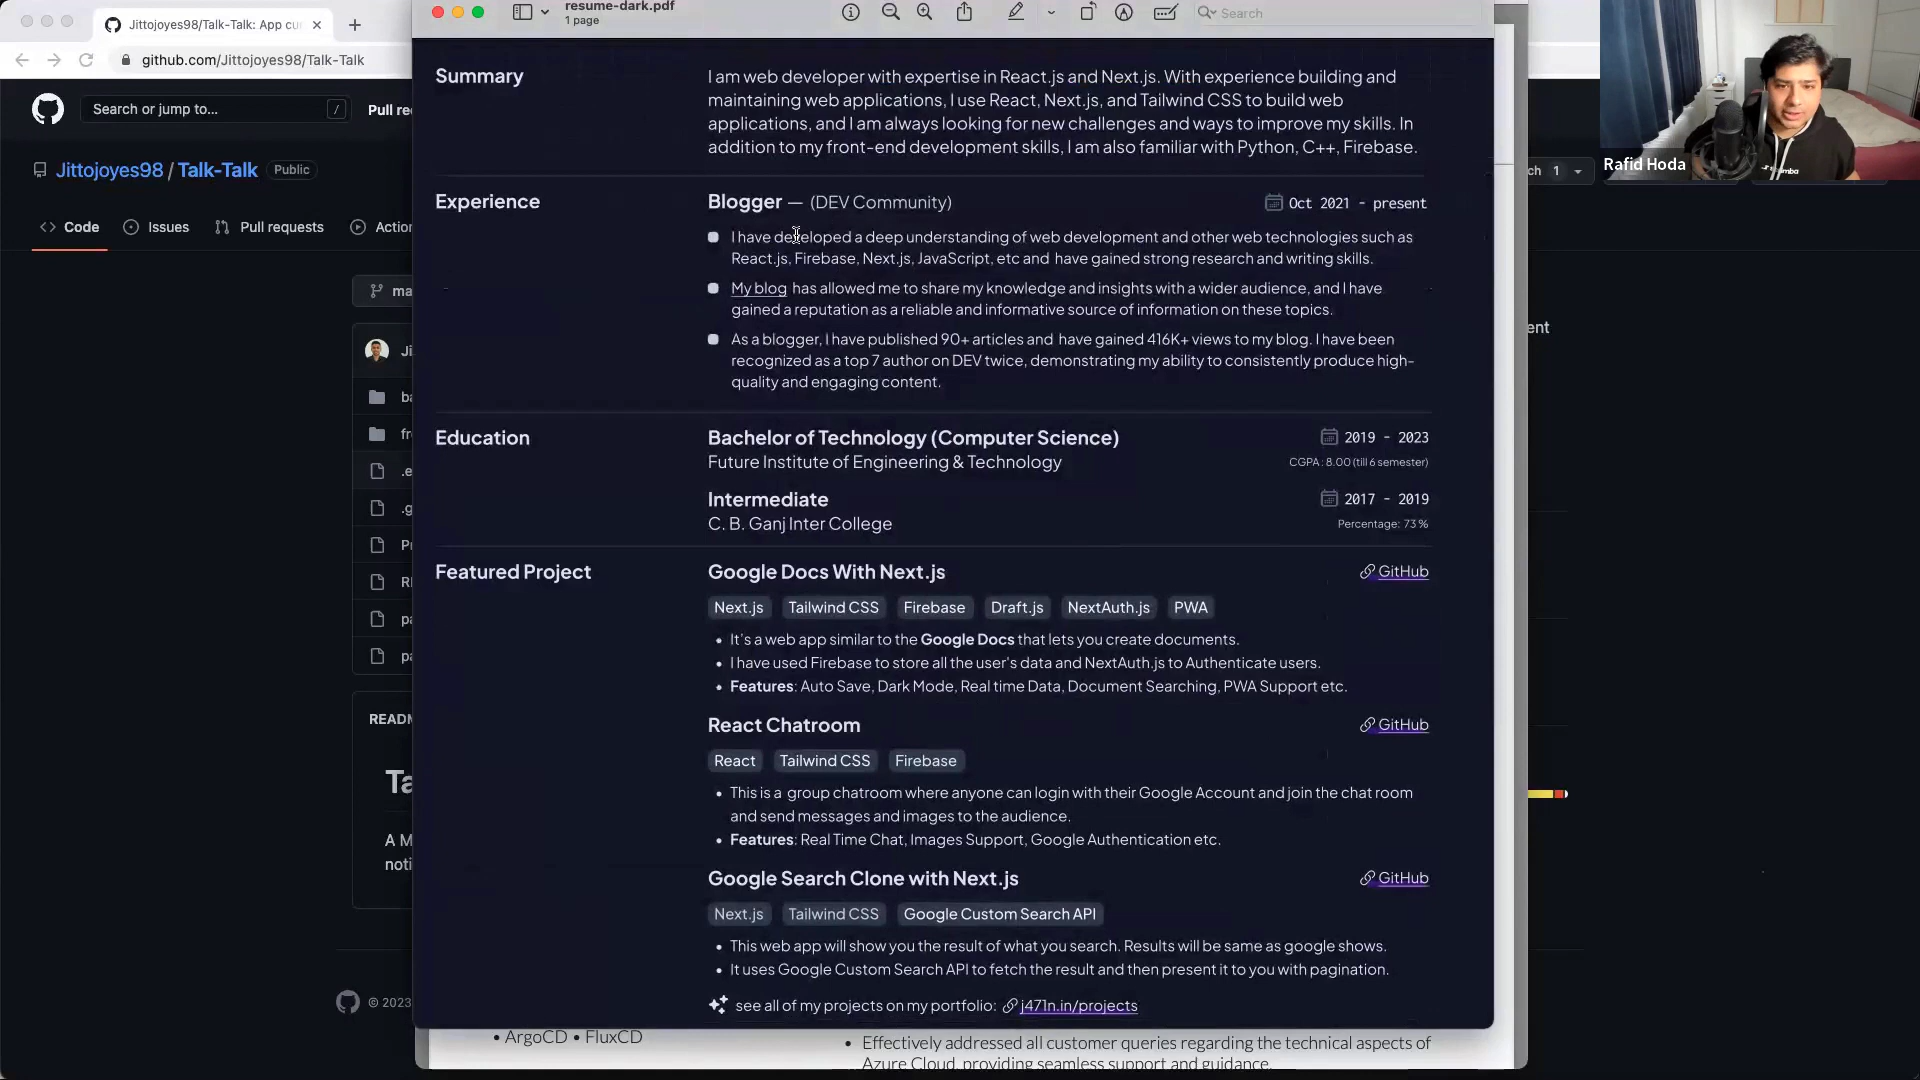 Jittojoyes98/Talk-Talk: App cu
resume-dark.pdf
1 page
Search
github.com/Jittojoyes98/Talk-Talk
Search or jump to...
/
Pull re
Jittojoyes98 / Talk-Talk
Public
Code
Issues
Pull requests
Action
ma
Ji
READM
Ta
A M
noti
© 2023
Summary
I am web developer with expertise in React.js and Next.js. With experience building and
maintaining web applications, I use React, Next.js, and Tailwind CSS to build web
applications, and I am always looking for new challenges and ways to improve my skills. In
addition to my front-end development skills, I am also familiar with Python, C++, Firebase.
Experience
Blogger — (DEV Community)
Oct 2021 - present
I have developed a deep understanding of web development and other web technologies such as
React.js, Firebase, Next.js, JavaScript, etc and have gained strong research and writing skills.
My blog has allowed me to share my knowledge and insights with a wider audience, and I have
gained a reputation as a reliable and informative source of information on these topics.
As a blogger, I have published 90+ articles and have gained 416K+ views to my blog. I have been
recognized as a top 7 author on DEV twice, demonstrating my ability to consistently produce high-
quality and engaging content.
Education
Bachelor of Technology (Computer Science)
2019 - 2023
Future Institute of Engineering & Technology
CGPA: 8.00 (till 6 semester)
Intermediate
2017 - 2019
C. B. Ganj Inter College
Percentage: 73 %
Featured Project
Google Docs With Next.js
GitHub
Next.js Tailwind CSS Firebase Draft.js NextAuth.js PWA
• It's a web app similar to the Google Docs that lets you create documents.
• I have used Firebase to store all the user's data and NextAuth.js to Authenticate users.
• Features: Auto Save, Dark Mode, Real time Data, Document Searching, PWA Support etc.
React Chatroom
GitHub
React Tailwind CSS Firebase
• This is a group chatroom where anyone can login with their Google Account and join the chat room
and send messages and images to the audience.
• Features: Real Time Chat, Images Support, Google Authentication etc.
Google Search Clone with Next.js
GitHub
Next.js Tailwind CSS Google Custom Search API
• This web app will show you the result of what you search. Results will be same as google shows.
• It uses Google Custom Search API to fetch the result and then present it to you with pagination.
see all of my projects on my portfolio: j471n.in/projects
• ArgoCD • FluxCD
• Effectively addressed all customer queries regarding the technical aspects of
Azure Cloud, providing seamless support and guidance.
Rafid Hoda
ch 1
ent